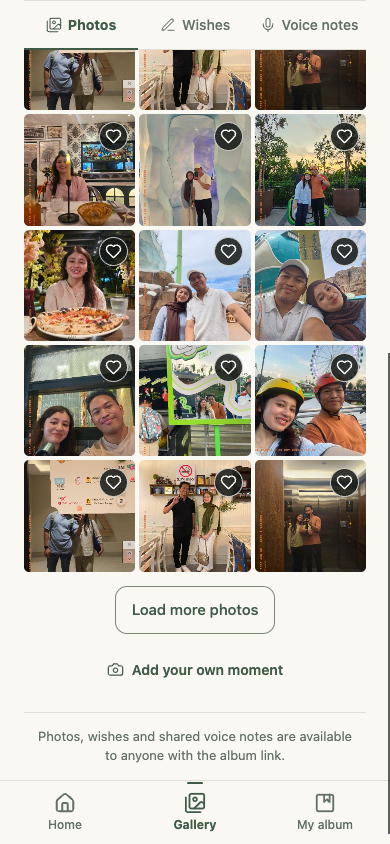 Photos
Wishes
Voice notes
Load more photos
Add your own moment
Photos, wishes and shared voice notes are available
to anyone with the album link.
Home
Gallery
My album